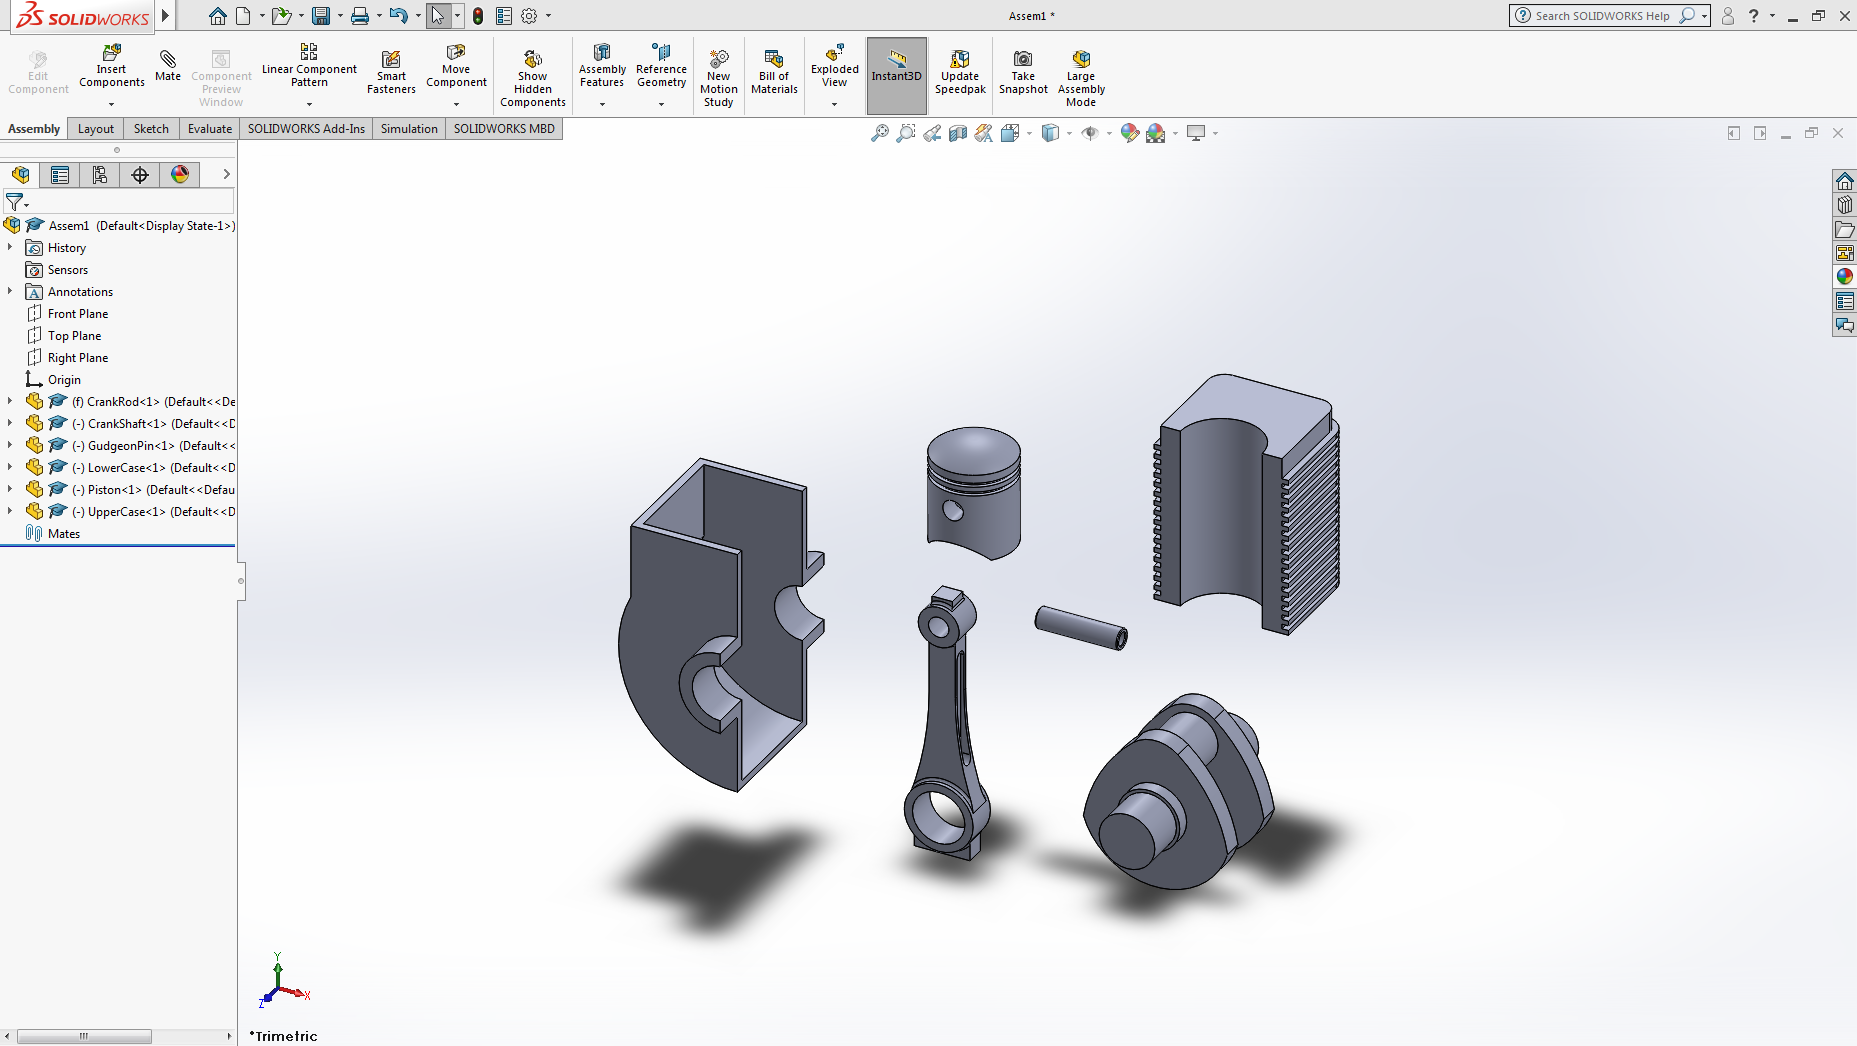 SOLIDWORKS
Assem1 *
Search SOLIDWORKS Help
Edit Component
Insert Components
Mate
Component Preview Window
Linear Component Pattern
Smart Fasteners
Move Component
Show Hidden Components
Assembly Features
Reference Geometry
New Motion Study
Bill of Materials
Exploded View
Instant3D
Update Speedpak
Take Snapshot
Large Assembly Mode
Assembly
Layout
Sketch
Evaluate
SOLIDWORKS Add-Ins
Simulation
SOLIDWORKS MBD
Assem1 (Default<Display State-1>)
History
Sensors
Annotations
Front Plane
Top Plane
Right Plane
Origin
(f) CrankRod<1> (Default<<De
(-) CrankShaft<1> (Default<<D
(-) GudgeonPin<1> (Default<<
(-) LowerCase<1> (Default<<D
(-) Piston<1> (Default<<Defau
(-) UpperCase<1> (Default<<D
Mates
Y
X
Z
*Trimetric